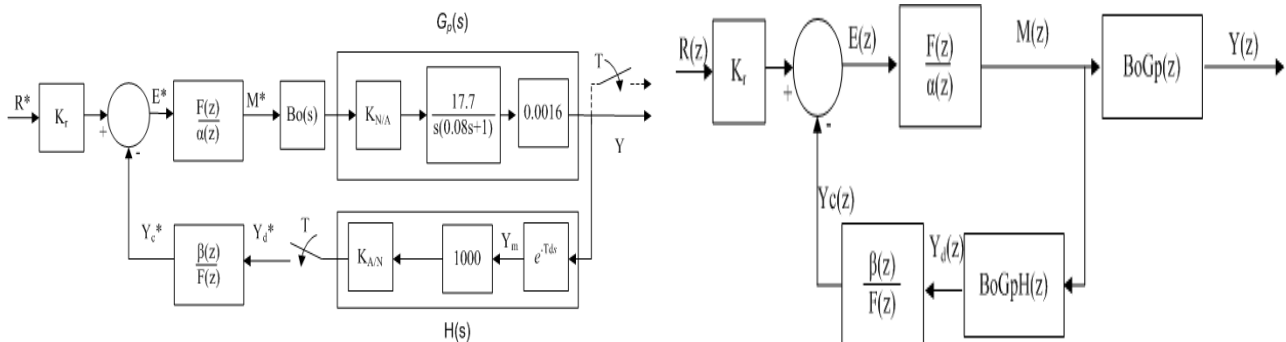 Gp(s)
T
R*
Kr
+
-
E*
F(z)
α(z)
M*
Bo(s)
KN/A
17.7
s(0.08s+1)
0.0016
Y
Yc*
β(z)
F(z)
Yd*
T
KA/N
1000
Ym
e-Tds
H(s)
R(z)
Kr
+
-
E(z)
F(z)
α(z)
M(z)
BoGp(z)
Y(z)
Yc(z)
β(z)
F(z)
Yd(z)
BoGpH(z)